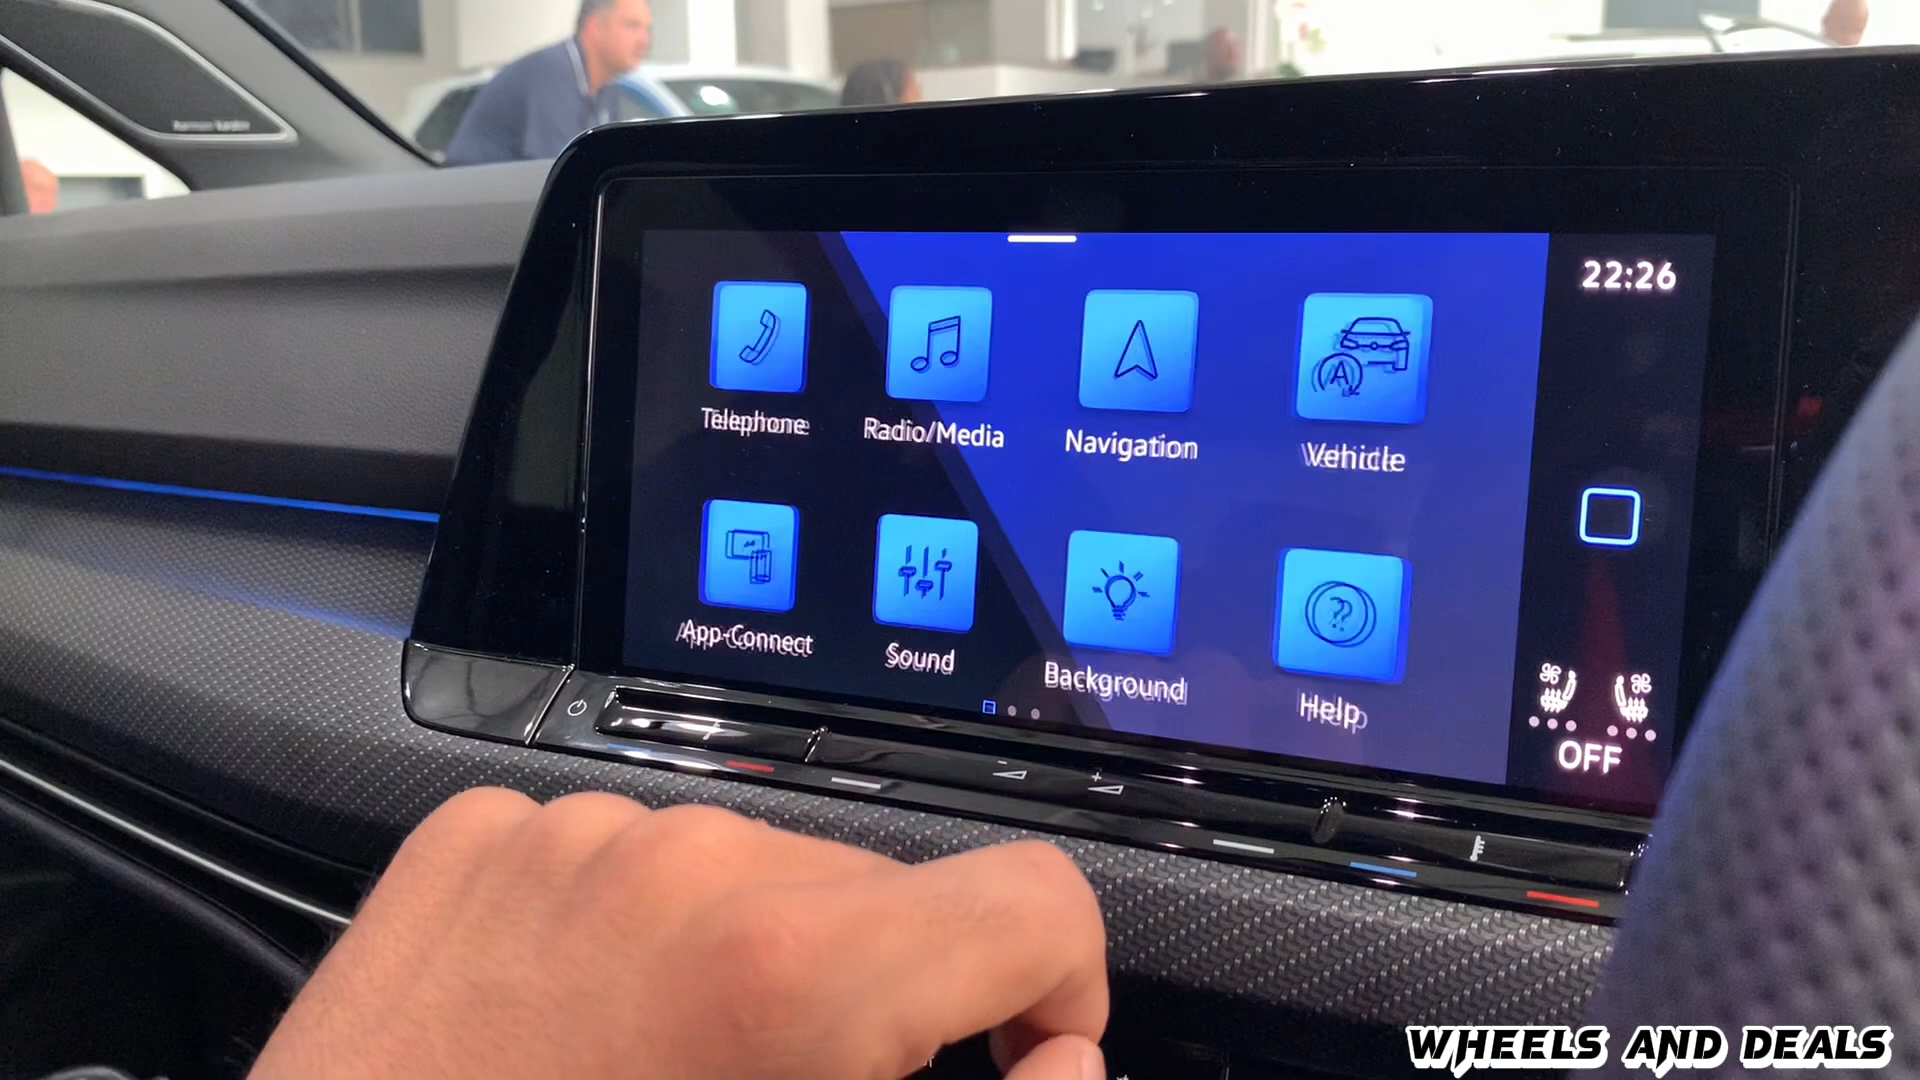 22:26
Telephone
Radio/Media
Navigation
Vehicle
App-Connect
Sound
Background
Help
OFF
WHEELS AND DEALS